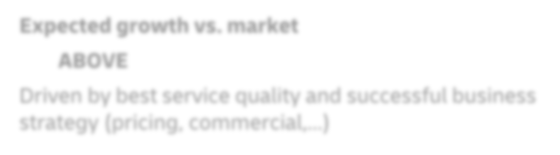 Expected growth vs. market
ABOVE
Driven by best service quality and successful business
strategy (pricing, commercial,...)